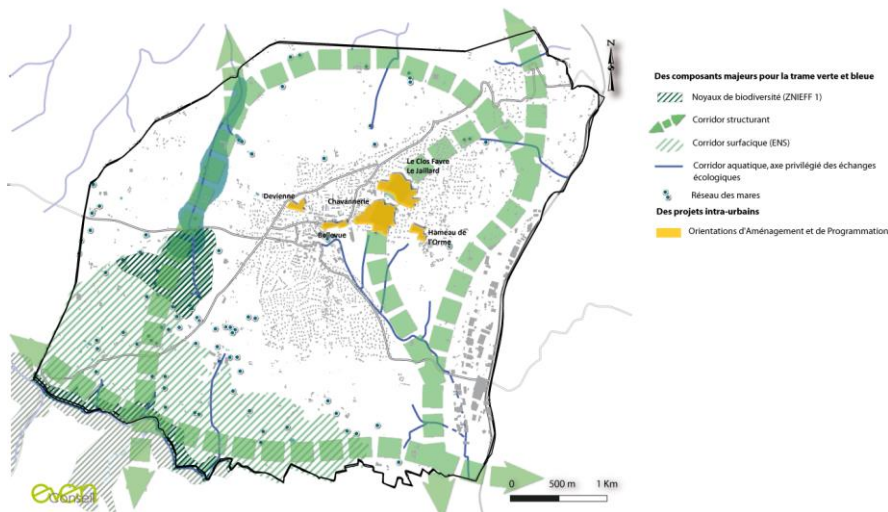 N
Des composants majeurs pour la trame verte et bleue
Noyaux de biodiversité (ZNIEFF 1)
Corridor structurant
Corridor surfacique (ENS)
Corridor aquatique, axe privilégié des échanges
écologiques
Réseau des mares
Des projets intra-urbains
Orientations d'Aménagement et de Programmation
Le Clos Favre
Le Jaillard
Devienne
Chavannerie
Bellevue
Hameau de
l'Orme
0 500 m 1 Km
even
Conseil